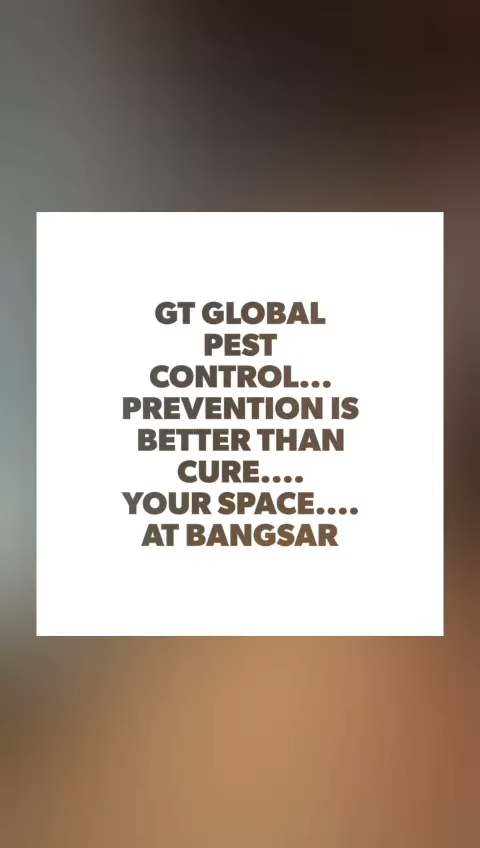 GT GLOBAL
PEST
CONTROL...
PREVENTION IS
BETTER THAN
CURE....
YOUR SPACE....
AT BANGSAR